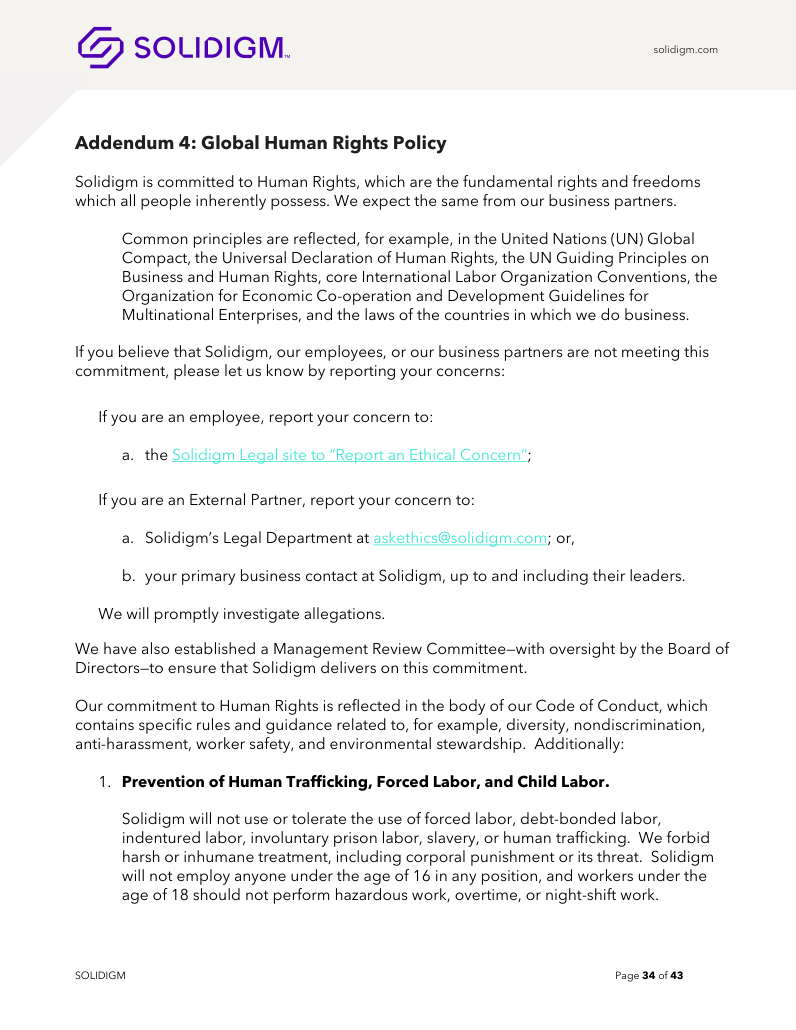 SOLIDIGM™
solidigm.com
Addendum 4: Global Human Rights Policy
Solidigm is committed to Human Rights, which are the fundamental rights and freedoms
which all people inherently possess. We expect the same from our business partners.
Common principles are reflected, for example, in the United Nations (UN) Global
Compact, the Universal Declaration of Human Rights, the UN Guiding Principles on
Business and Human Rights, core International Labor Organization Conventions, the
Organization for Economic Co-operation and Development Guidelines for
Multinational Enterprises, and the laws of the countries in which we do business.
If you believe that Solidigm, our employees, or our business partners are not meeting this
commitment, please let us know by reporting your concerns:
If you are an employee, report your concern to:
a. the Solidigm Legal site to “Report an Ethical Concern”;
If you are an External Partner, report your concern to:
a. Solidigm’s Legal Department at askethics@solidigm.com; or,
b. your primary business contact at Solidigm, up to and including their leaders.
We will promptly investigate allegations.
We have also established a Management Review Committee—with oversight by the Board of
Directors—to ensure that Solidigm delivers on this commitment.
Our commitment to Human Rights is reflected in the body of our Code of Conduct, which
contains specific rules and guidance related to, for example, diversity, nondiscrimination,
anti-harassment, worker safety, and environmental stewardship.  Additionally:
1. Prevention of Human Trafficking, Forced Labor, and Child Labor.
Solidigm will not use or tolerate the use of forced labor, debt-bonded labor,
indentured labor, involuntary prison labor, slavery, or human trafficking.  We forbid
harsh or inhumane treatment, including corporal punishment or its threat.  Solidigm
will not employ anyone under the age of 16 in any position, and workers under the
age of 18 should not perform hazardous work, overtime, or night-shift work.
SOLIDIGM
Page 34 of 43